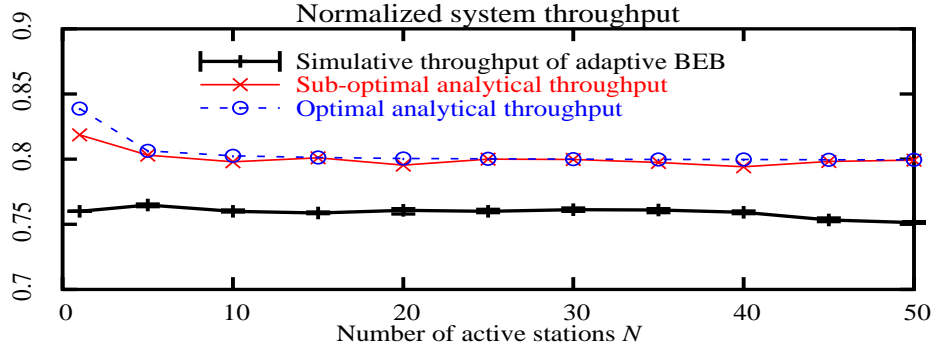 Normalized system throughput
0.9
0.85
0.8
0.75
0.7
Simulative throughput of adaptive BEB
Sub-optimal analytical throughput
Optimal analytical throughput
0 10 20 30 40 50
Number of active stations N